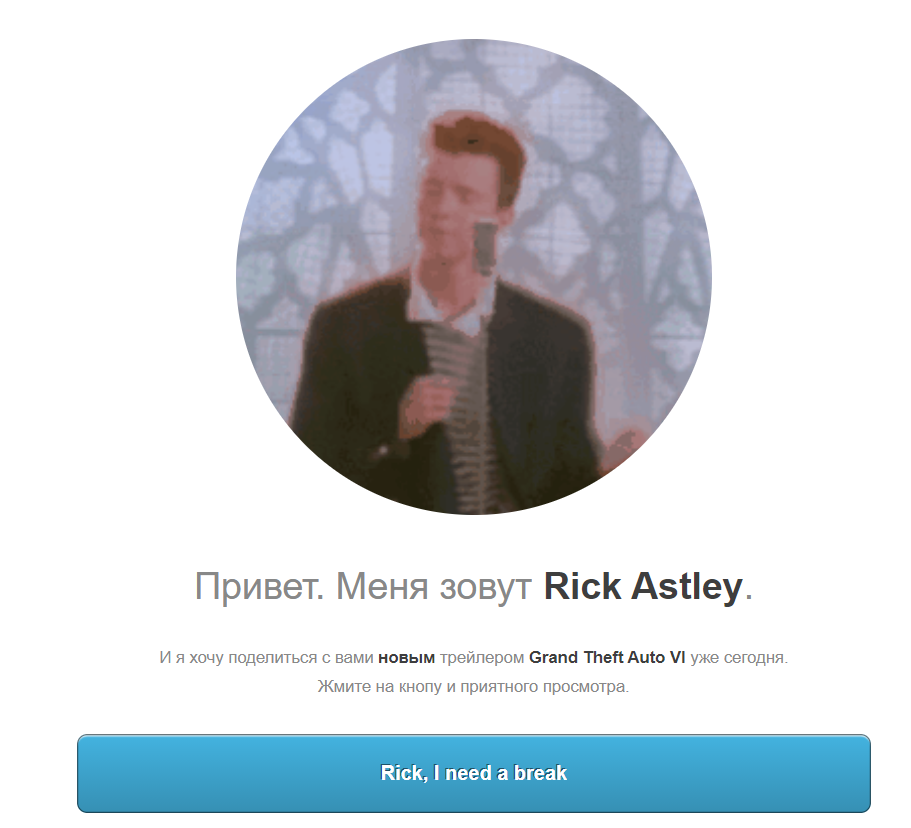 Привет. Меня зовут Rick Astley.
И я хочу поделиться с вами новым трейлером Grand Theft Auto VI уже сегодня.
Жмите на кнопу и приятного просмотра.
Rick, I need a break